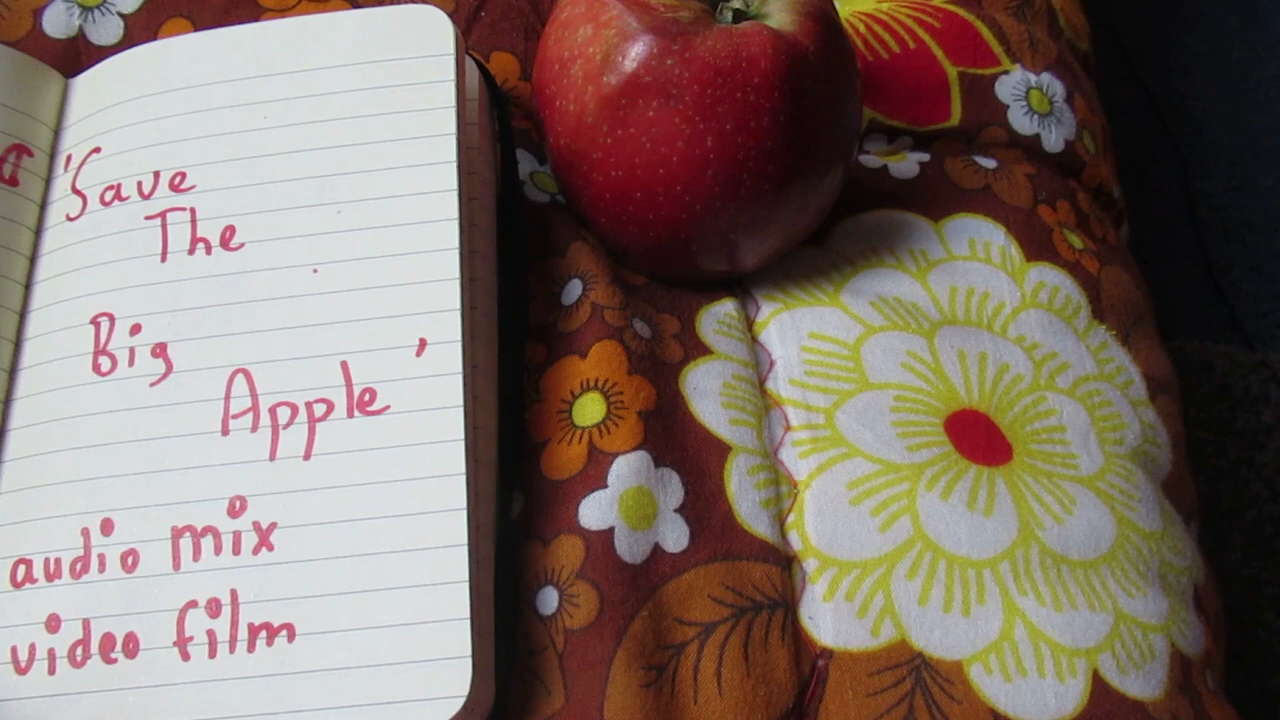 'Save
The
Big
Apple'
audio mix
video film